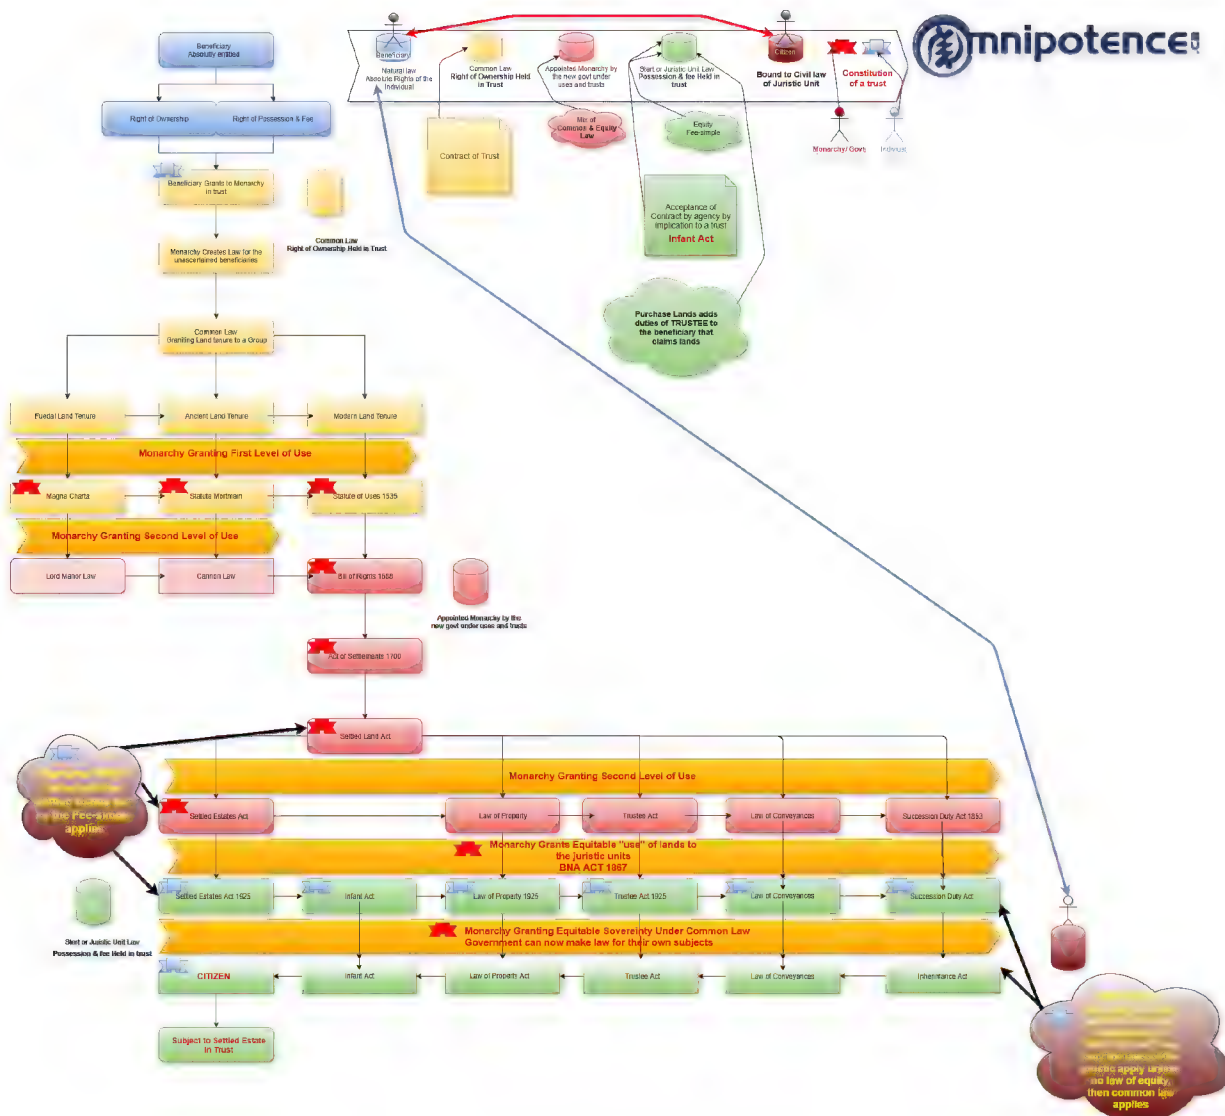 Omnipotence
Beneficiary
Absolutely entitled
Right of Ownership
Right of Possession & Fee
Beneficiary Grants to Monarchy
in trust
Common Law
Right of Ownership Held in Trust
Monarchy Creates Law for the
unascertained beneficiaries
Common Law
Granting Land tenure to a Group
Beneficiary
Natural law
Absolute Rights of the
Individual
Common Law
Right of Ownership Held
in Trust
Appointed Monarchy by
the new govt under
uses and trusts
Start or Juristic Unit Law
Possession & fee Held in
trust
Citizen
Bound to Civil law
of Juristic Unit
Constitution
of a trust
Monarchy/ Govt
Contract of Trust
Mix of
Common & Equity
Law
Equity
Fee-simple
Acceptance of
Contract by agency by
implication to a trust
Infant Act
Purchase Lands adds
duties of TRUSTEE to
the beneficiary that
claims lands
Fuedal Land Tenure
Ancient Land Tenure
Modern Land Tenure
Monarchy Granting First Level of Use
Magna Charta
Statute Mortmain
Statute of Uses 1535
Monarchy Granting Second Level of Use
Lord Manor Law
Cannon Law
Bill of Rights 1688
Appointed Monarchy by the
new govt under uses and trusts
Act of Settlements 1700
Settled Land Act
by the Fee-simple
applies
Monarchy Granting Second Level of Use
Settled Estates Act
Law of Property
Trustee Act
Law of Conveyances
Succession Duty Act 1853
Monarchy Grants Equitable "use" of lands to
the juristic units
BNA ACT 1867
Settled Estates Act 1925
Infant Act
Law of Property 1925
Trustee Act 1925
Law of Conveyances
Succession Duty Act
Start or Juristic Unit Law
Possession & fee Held in trust
Monarchy Granting Equitable Sovereinty Under Common Law
Government can now make law for their own subjects
CITIZEN
Infant Act
Law of Property Act
Trustee Act
Law of Conveyances
Inherintance Act
Subject to Settled Estate
in Trust
no law of equity,
then common law
applies